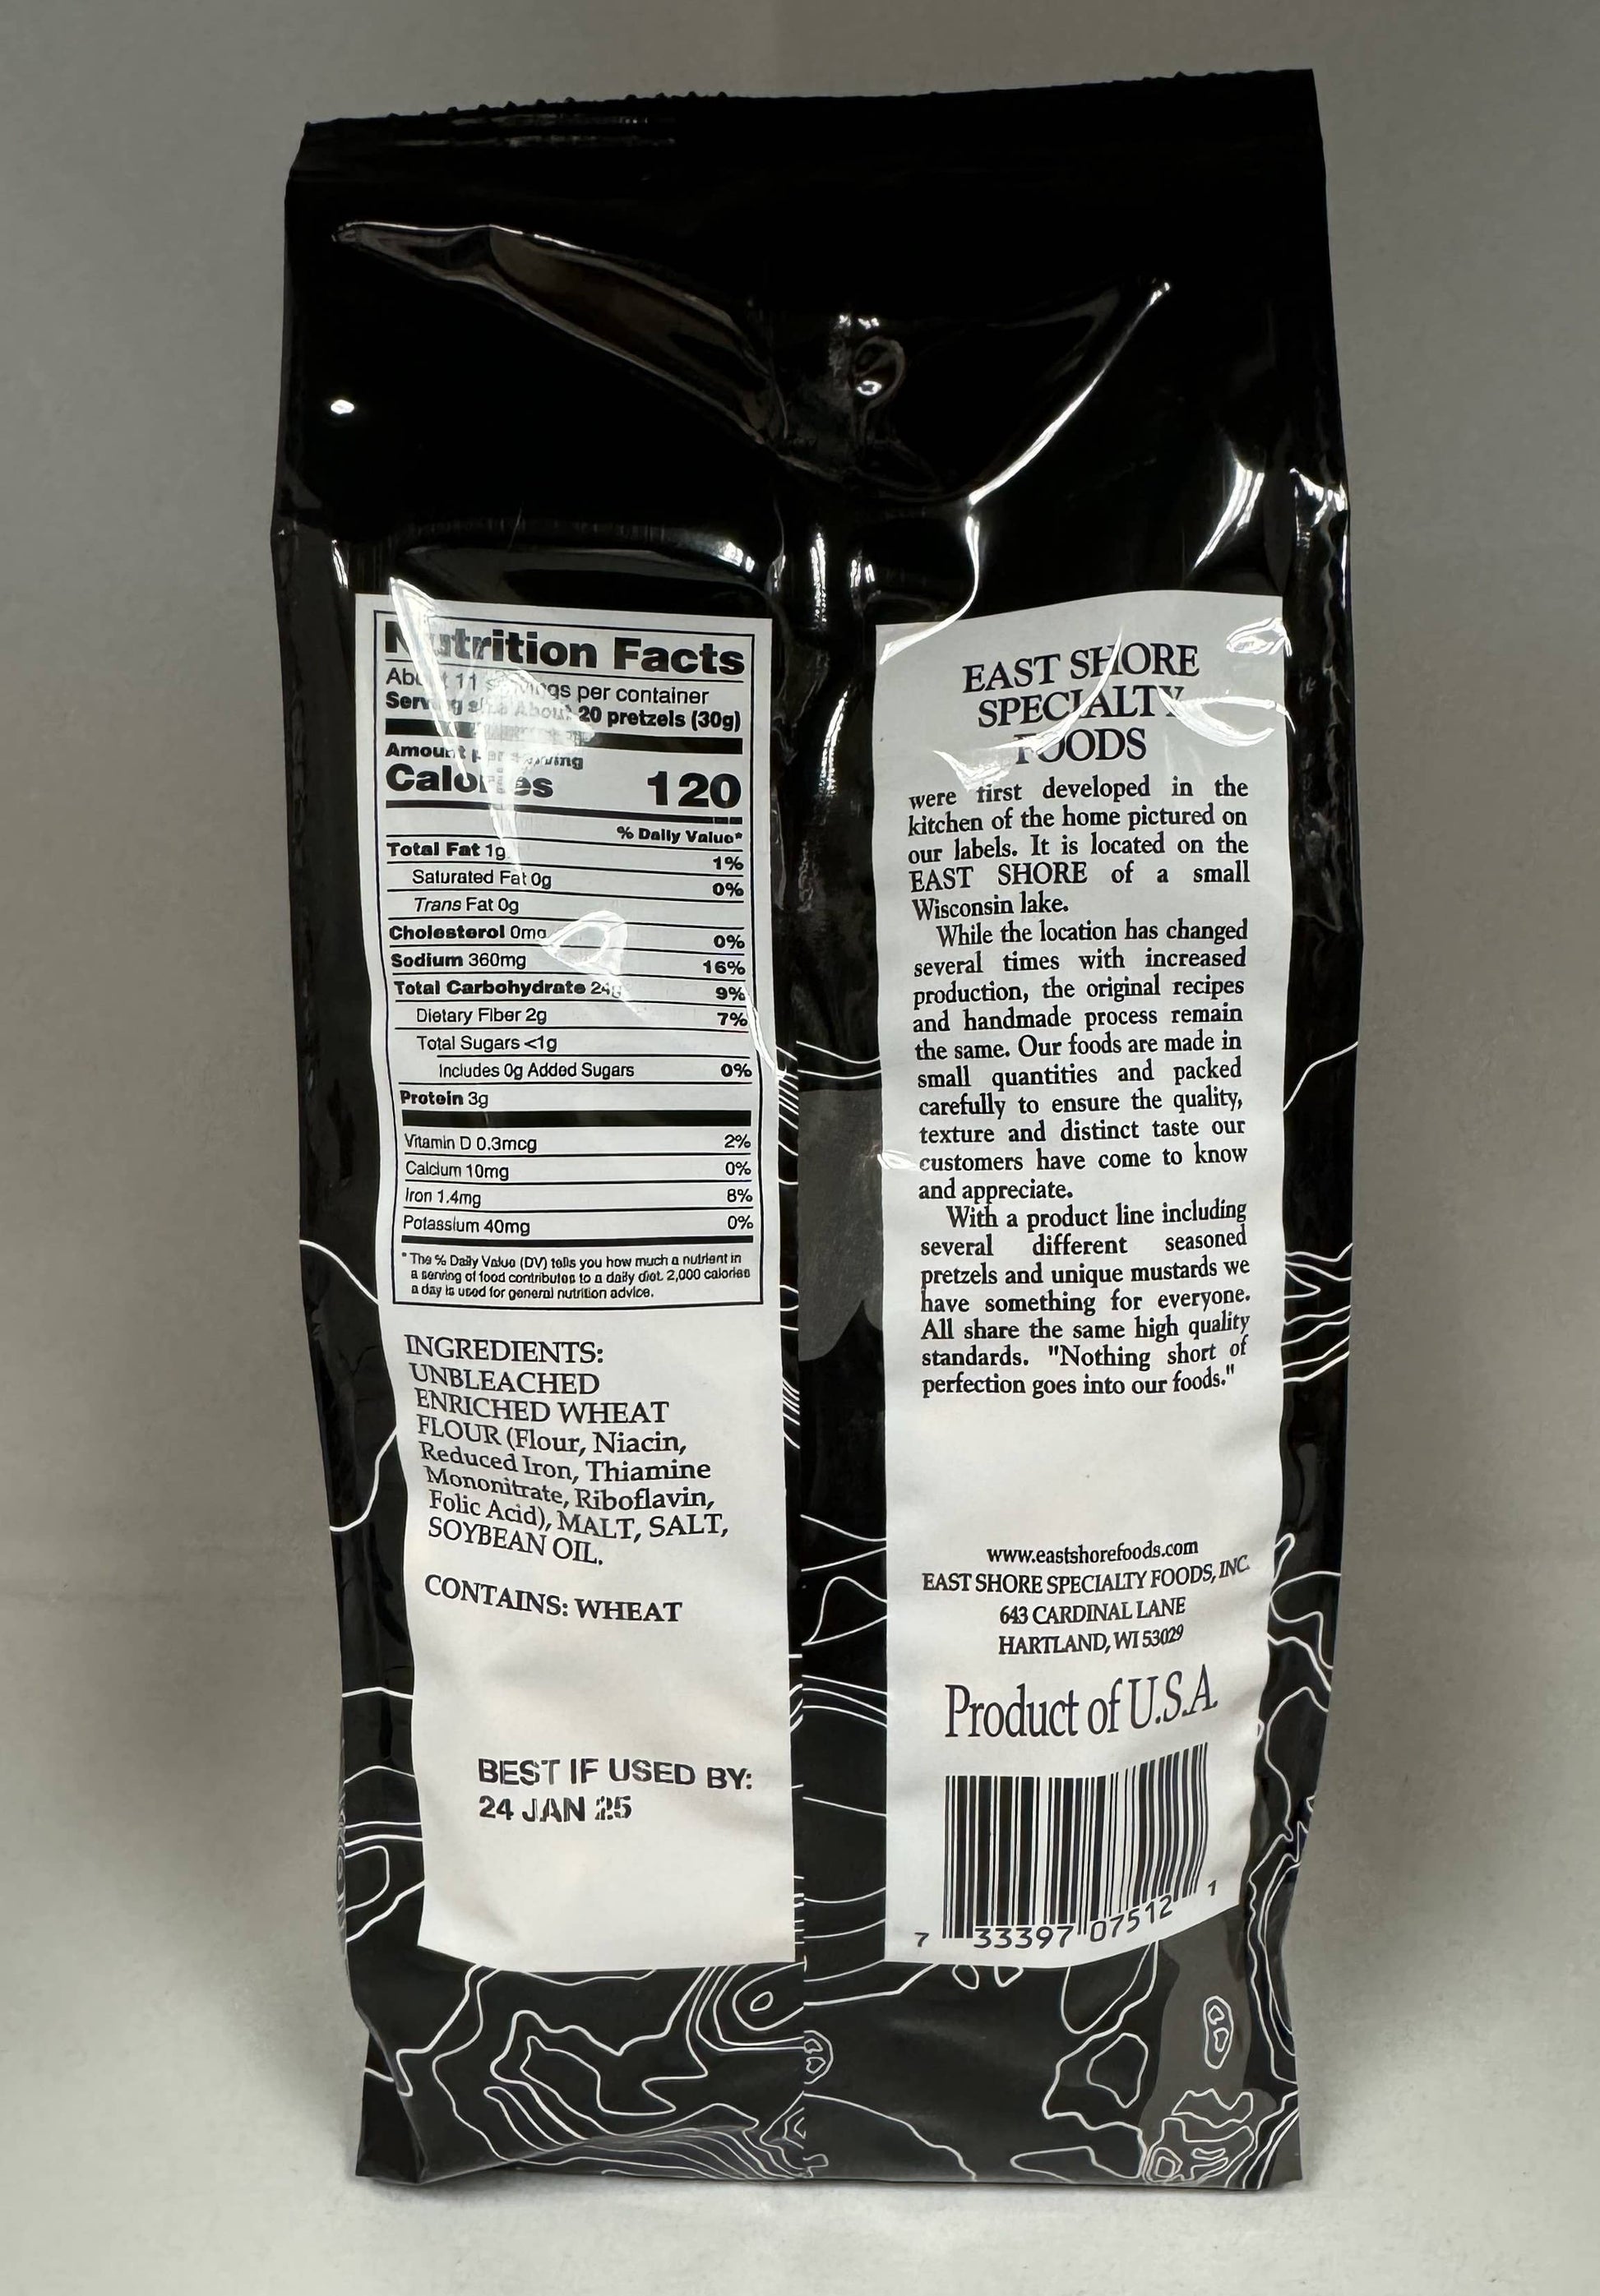 Nutrition Facts
About 11 servings per container
Serving size About 20 pretzels (30g)
Amount per serving
Calories 120
% Daily Value*
Total Fat 1g 1%
Saturated Fat 0g 0%
Trans Fat 0g
Cholesterol 0mg 0%
Sodium 360mg 16%
Total Carbohydrate 24g 9%
Dietary Fiber 2g 7%
Total Sugars <1g
Includes 0g Added Sugars 0%
Protein 3g
Vitamin D 0.3mcg 2%
Calcium 10mg 0%
Iron 1.4mg 8%
Potassium 40mg 0%
* The % Daily Value (DV) tells you how much a nutrient in
a serving of food contributes to a daily diet. 2,000 calories
a day is used for general nutrition advice.
INGREDIENTS:
UNBLEACHED
ENRICHED WHEAT
FLOUR (Flour, Niacin,
Reduced Iron, Thiamine
Mononitrate, Riboflavin,
Folic Acid), MALT, SALT,
SOYBEAN OIL.
CONTAINS: WHEAT
BEST IF USED BY:
24 JAN 25
EAST SHORE
SPECIALTY
FOODS
were first developed in the
kitchen of the home pictured on
our labels. It is located on the
EAST SHORE of a small
Wisconsin lake.
While the location has changed
several times with increased
production, the original recipes
and handmade process remain
the same. Our foods are made in
small quantities and packed
carefully to ensure the quality,
texture and distinct taste our
customers have come to know
and appreciate.
With a product line including
several different seasoned
pretzels and unique mustards we
have something for everyone.
All share the same high quality
standards. "Nothing short of
perfection goes into our foods."
www.eastshorefoods.com
EAST SHORE SPECIALTY FOODS, INC.
643 CARDINAL LANE
HARTLAND, WI 53029
Product of U.S.A.
7 33397 07512 1